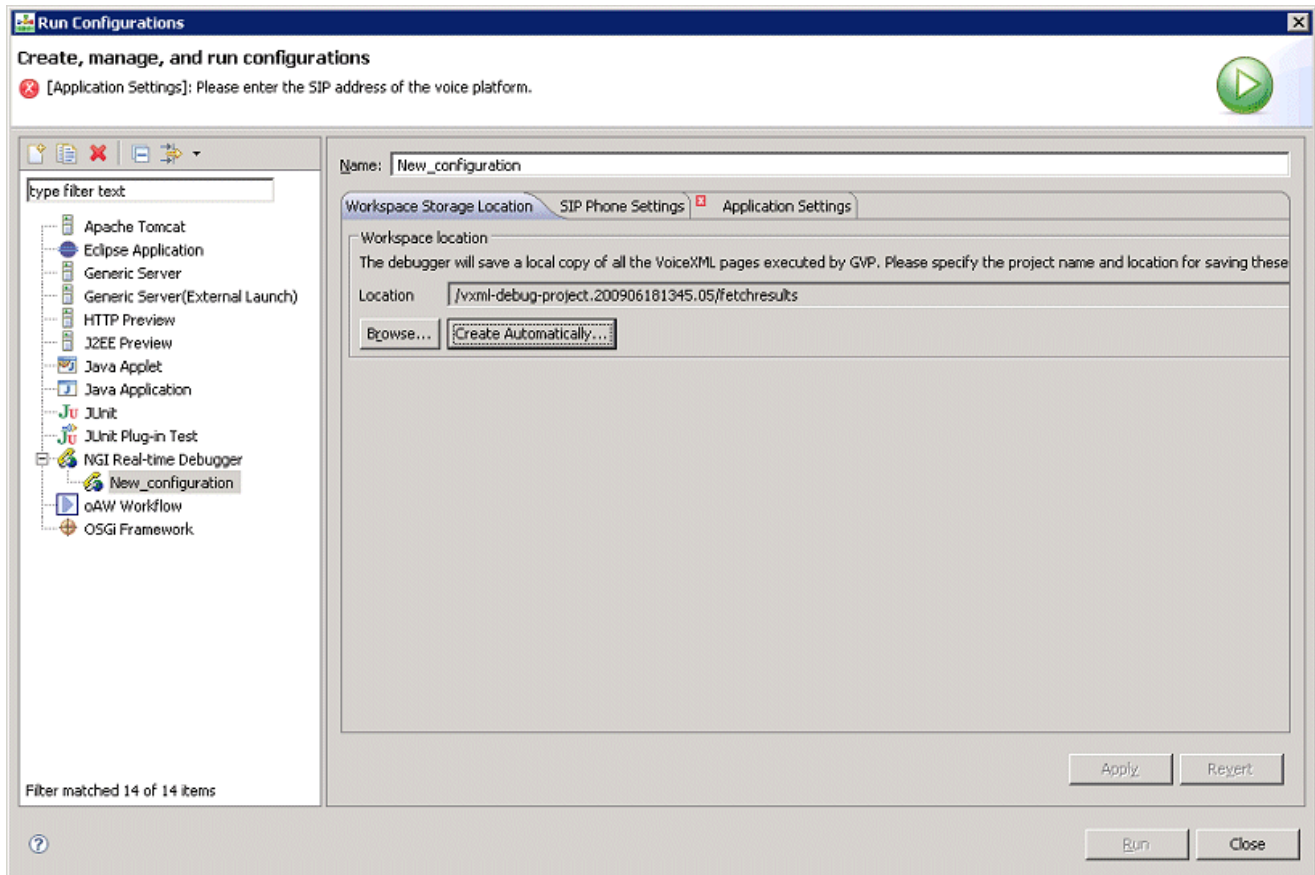 Run Configurations
Create, manage, and run configurations
[Application Settings]: Please enter the SIP address of the voice platform.
type filter text
Apache Tomcat
Eclipse Application
Generic Server
Generic Server(External Launch)
HTTP Preview
J2EE Preview
Java Applet
Java Application
JUnit
JUnit Plug-in Test
NGI Real-time Debugger
New_configuration
oAW Workflow
OSGi Framework
Filter matched 14 of 14 items
Name: New_configuration
Workspace Storage Location SIP Phone Settings Application Settings
Workspace location
The debugger will save a local copy of all the VoiceXML pages executed by GVP. Please specify the project name and location for saving these
Location /vxml-debug-project.200906181345.05/fetchresults
Browse... Create Automatically...
Apply Revert
Run Close